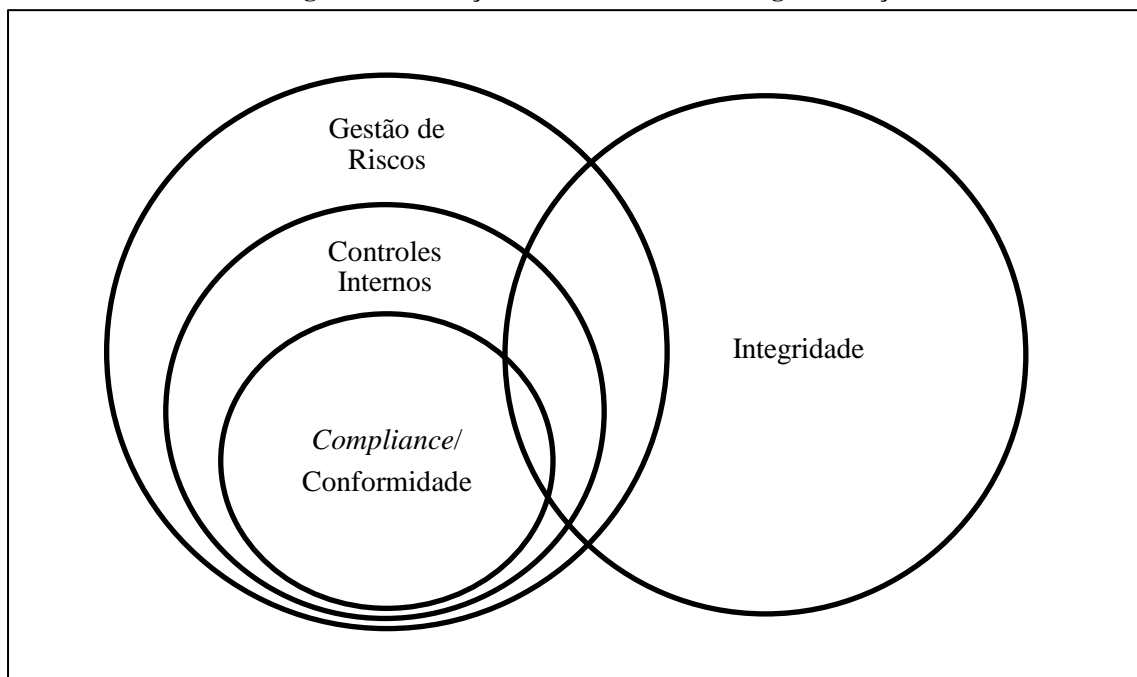 Gestão de
Riscos
Controles
Internos
Integridade
Compliance/
Conformidade